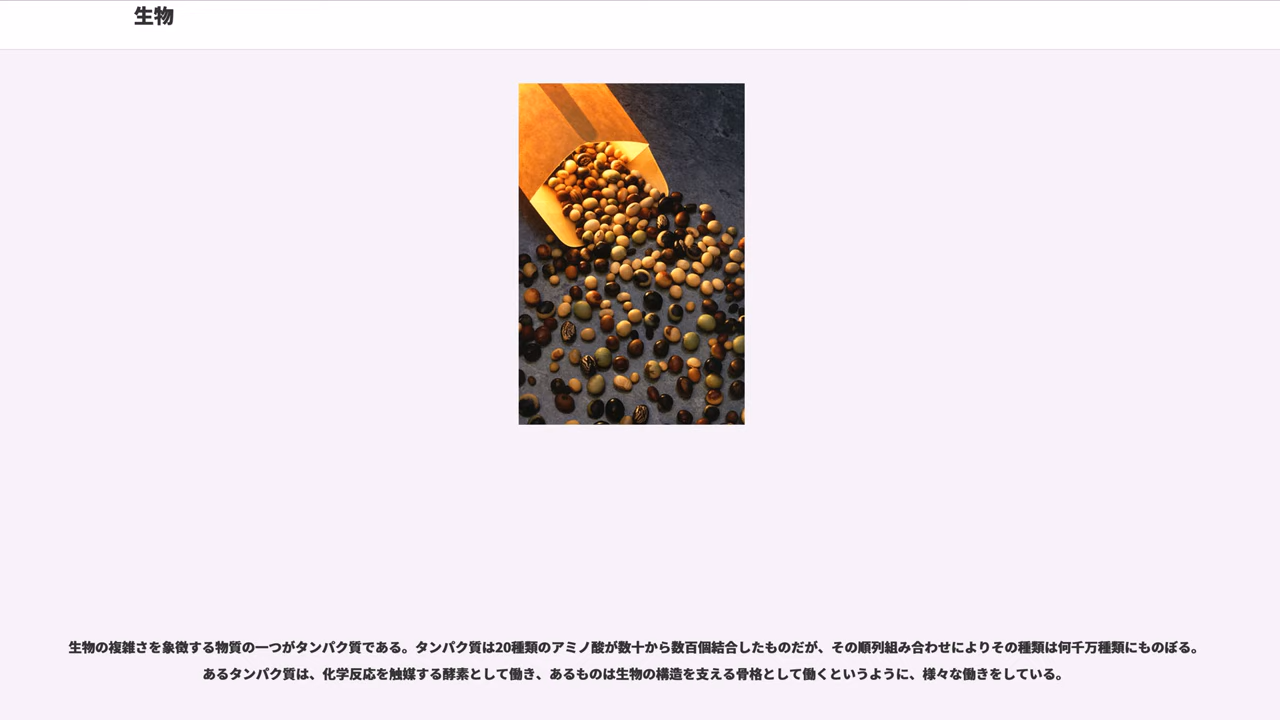 生物
生物の複雑さを象徴する物質の一つがタンパク質である。タンパク質は20種類のアミノ酸が数十から数百個結合したものだが、その順列組み合わせによりその種類は何千万種類にものぼる。
あるタンパク質は、化学反応を触媒する酵素として働き、あるものは生物の構造を支える骨格として働くというように、様々な働きをしている。